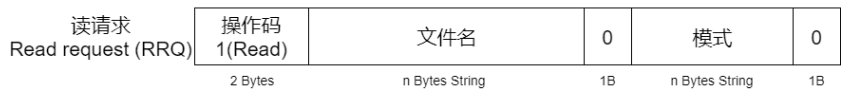 读请求
Read request (RRQ)
操作码
1(Read)
文件名
0
模式
0
2 Bytes
n Bytes String
1B
n Bytes String
1B